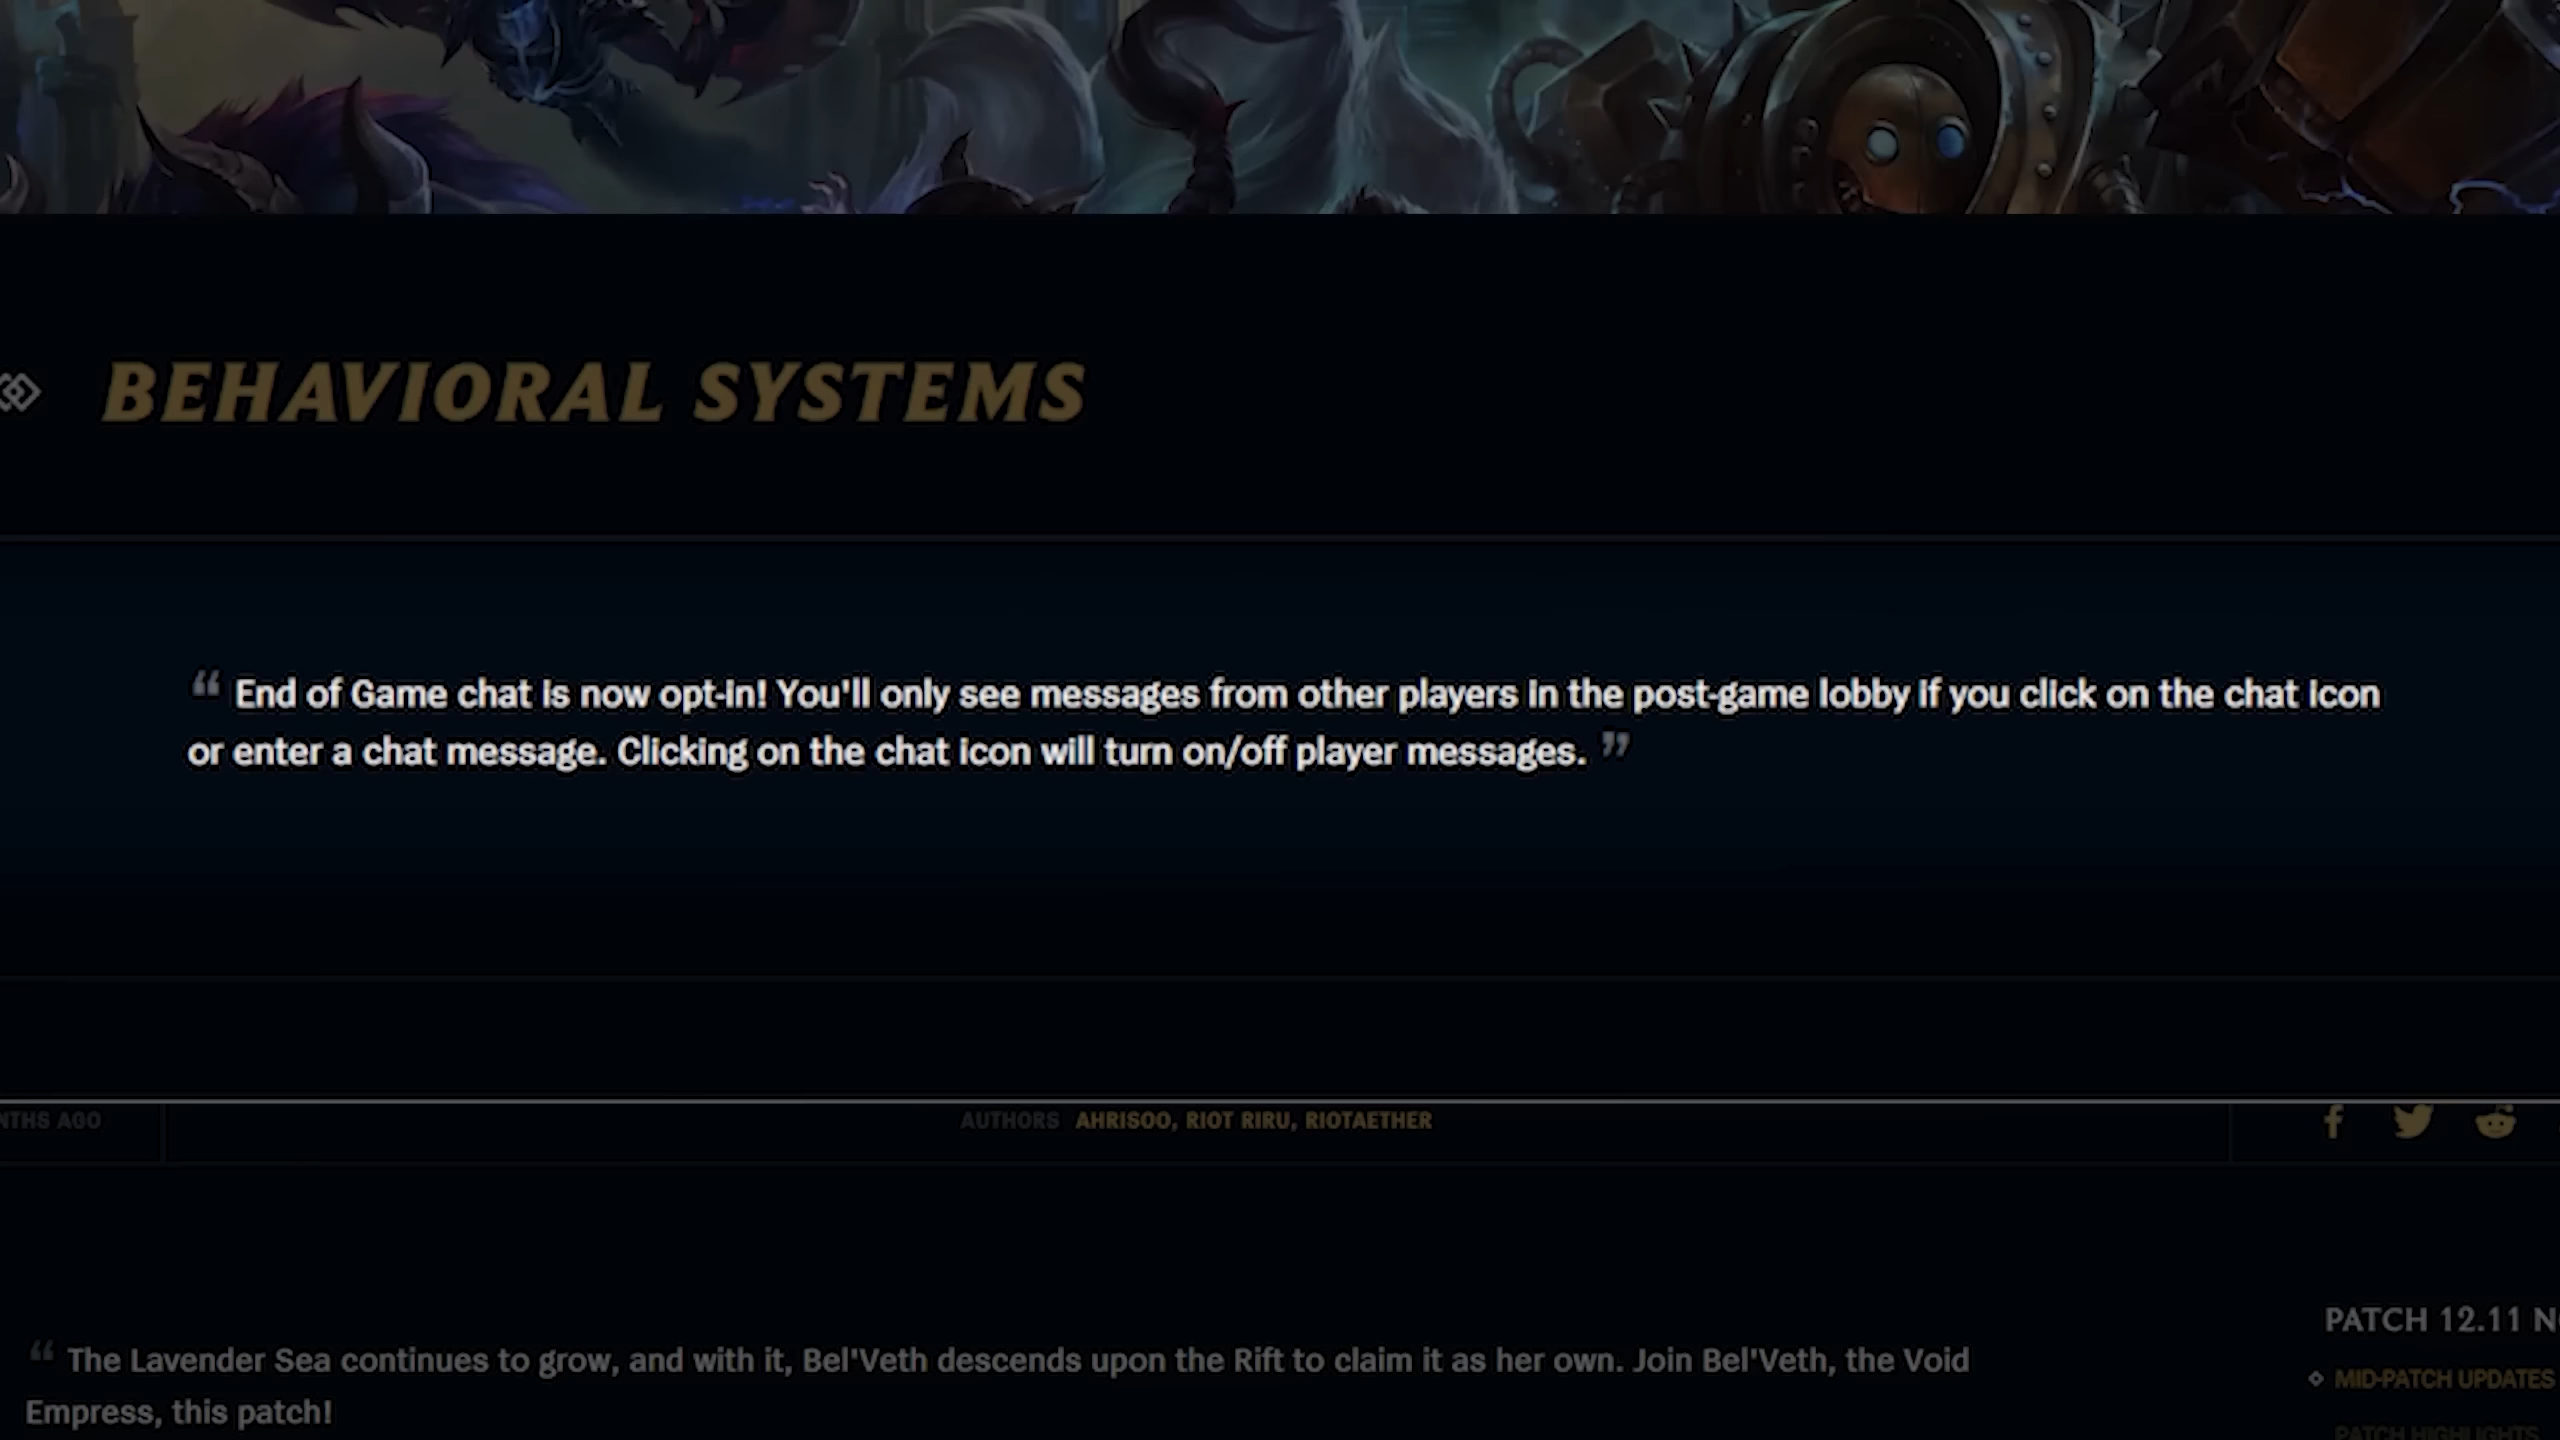 BEHAVIORAL SYSTEMS
“ End of Game chat is now opt-in! You'll only see messages from other players in the post-game lobby if you click on the chat icon
or enter a chat message. Clicking on the chat icon will turn on/off player messages. ”
NTHS AGO
AUTHORS AHRISOO, RIOT RIRU, RIOTAETHER
PATCH 12.11 N
“ The Lavender Sea continues to grow, and with it, Bel'Veth descends upon the Rift to claim it as her own. Join Bel'Veth, the Void
Empress, this patch!
MID-PATCH UPDATES
PATCH HIGHLIGHTS